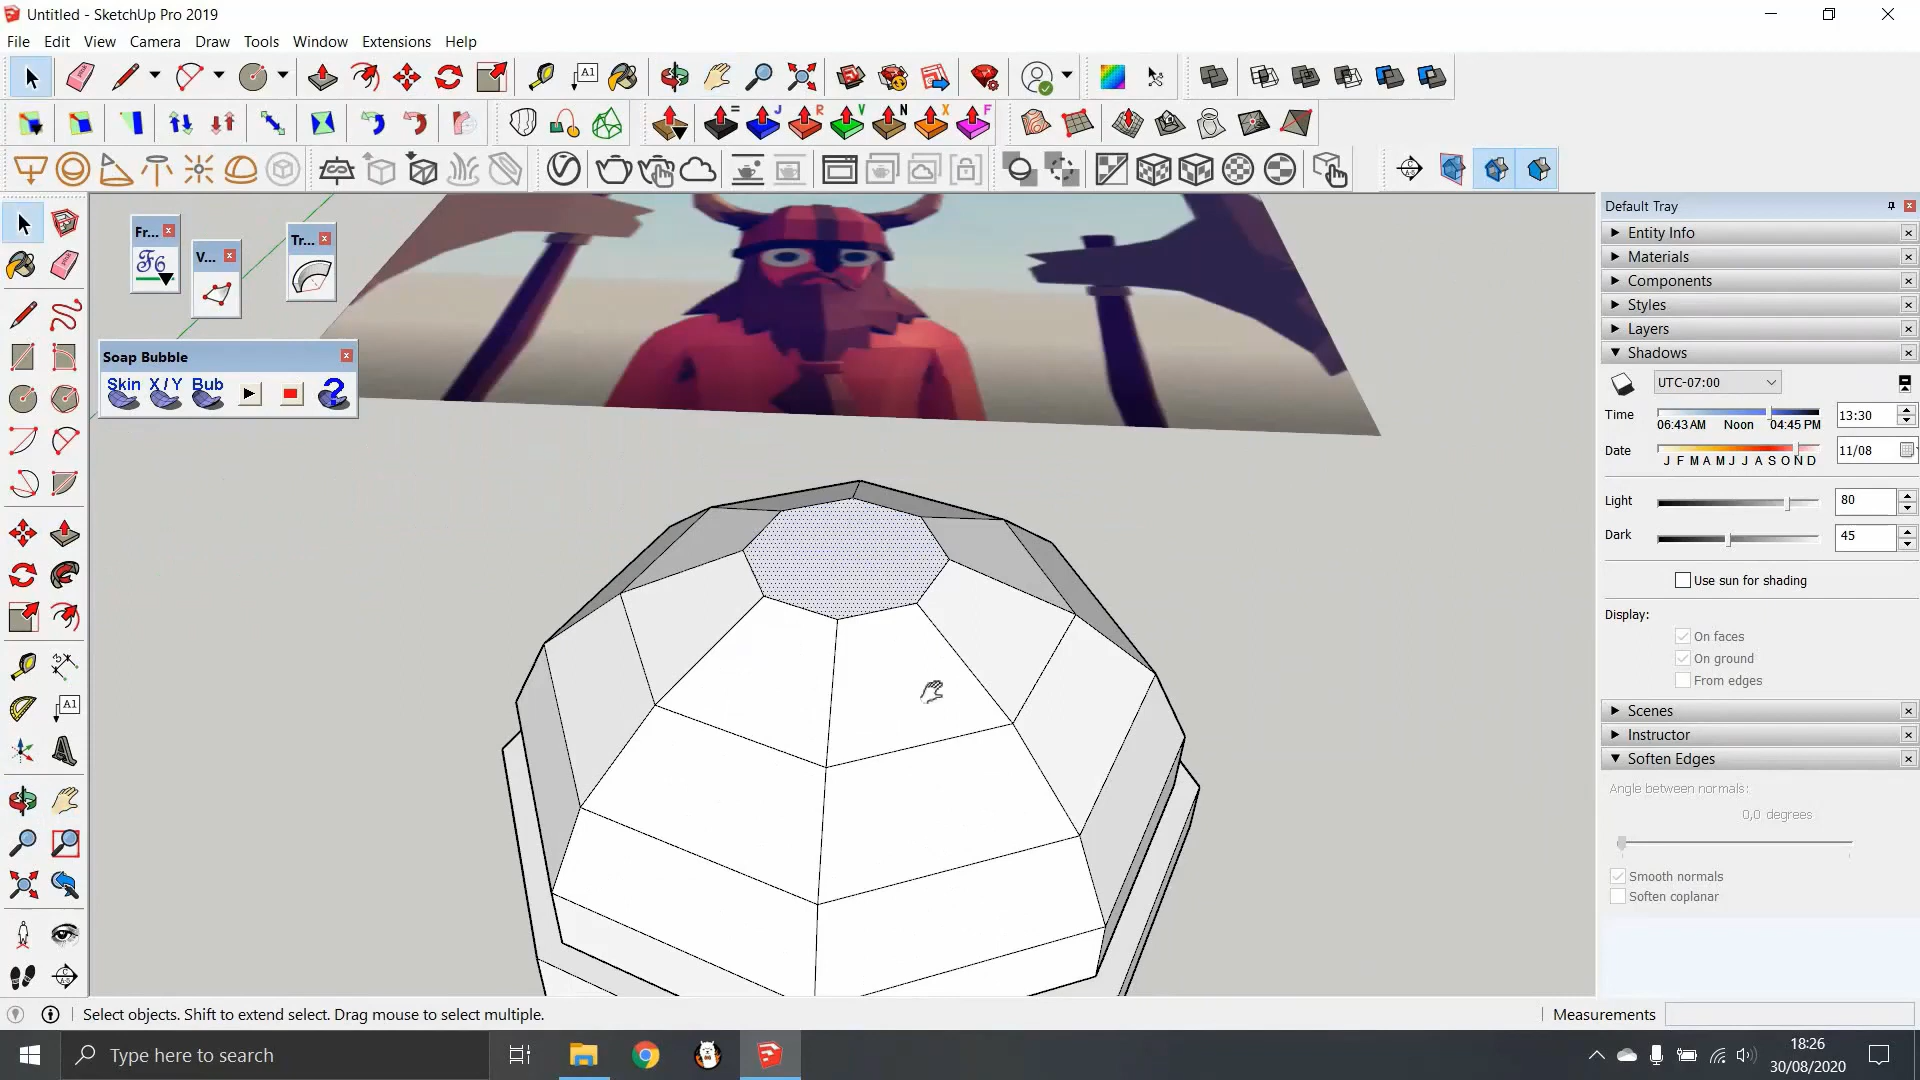 Untitled - SketchUp Pro 2019
File Edit View Camera Draw Tools Window Extensions Help
A1
= J R V N X F
Default Tray
Fr...
V...
Tr...
F6
Entity Info
Materials
Components
Styles
Layers
Shadows
Soap Bubble
Skin X / Y Bub
?
UTC-07:00
Time 13:30
06:43 AM Noon 04:45 PM
Date 11/08
J F M A M J J A S O N D
Light 80
Dark 45
Use sun for shading
Display:
On faces
On ground
From edges
A1
Scenes
Instructor
Soften Edges
Angle between normals:
0,0 degrees
Smooth normals
Soften coplanar
Select objects. Shift to extend select. Drag mouse to select multiple.
Measurements
Type here to search
18:26
30/08/2020